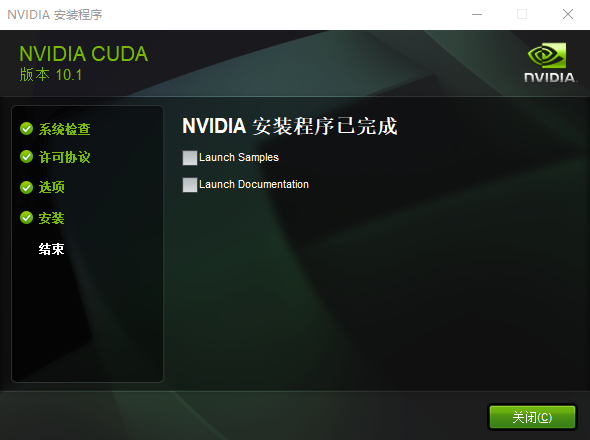 NVIDIA 安装程序
NVIDIA CUDA
版本 10.1
NVIDIA.
系统检查
许可协议
选项
安装
结束
NVIDIA 安装程序已完成
Launch Samples
Launch Documentation
关闭(C)